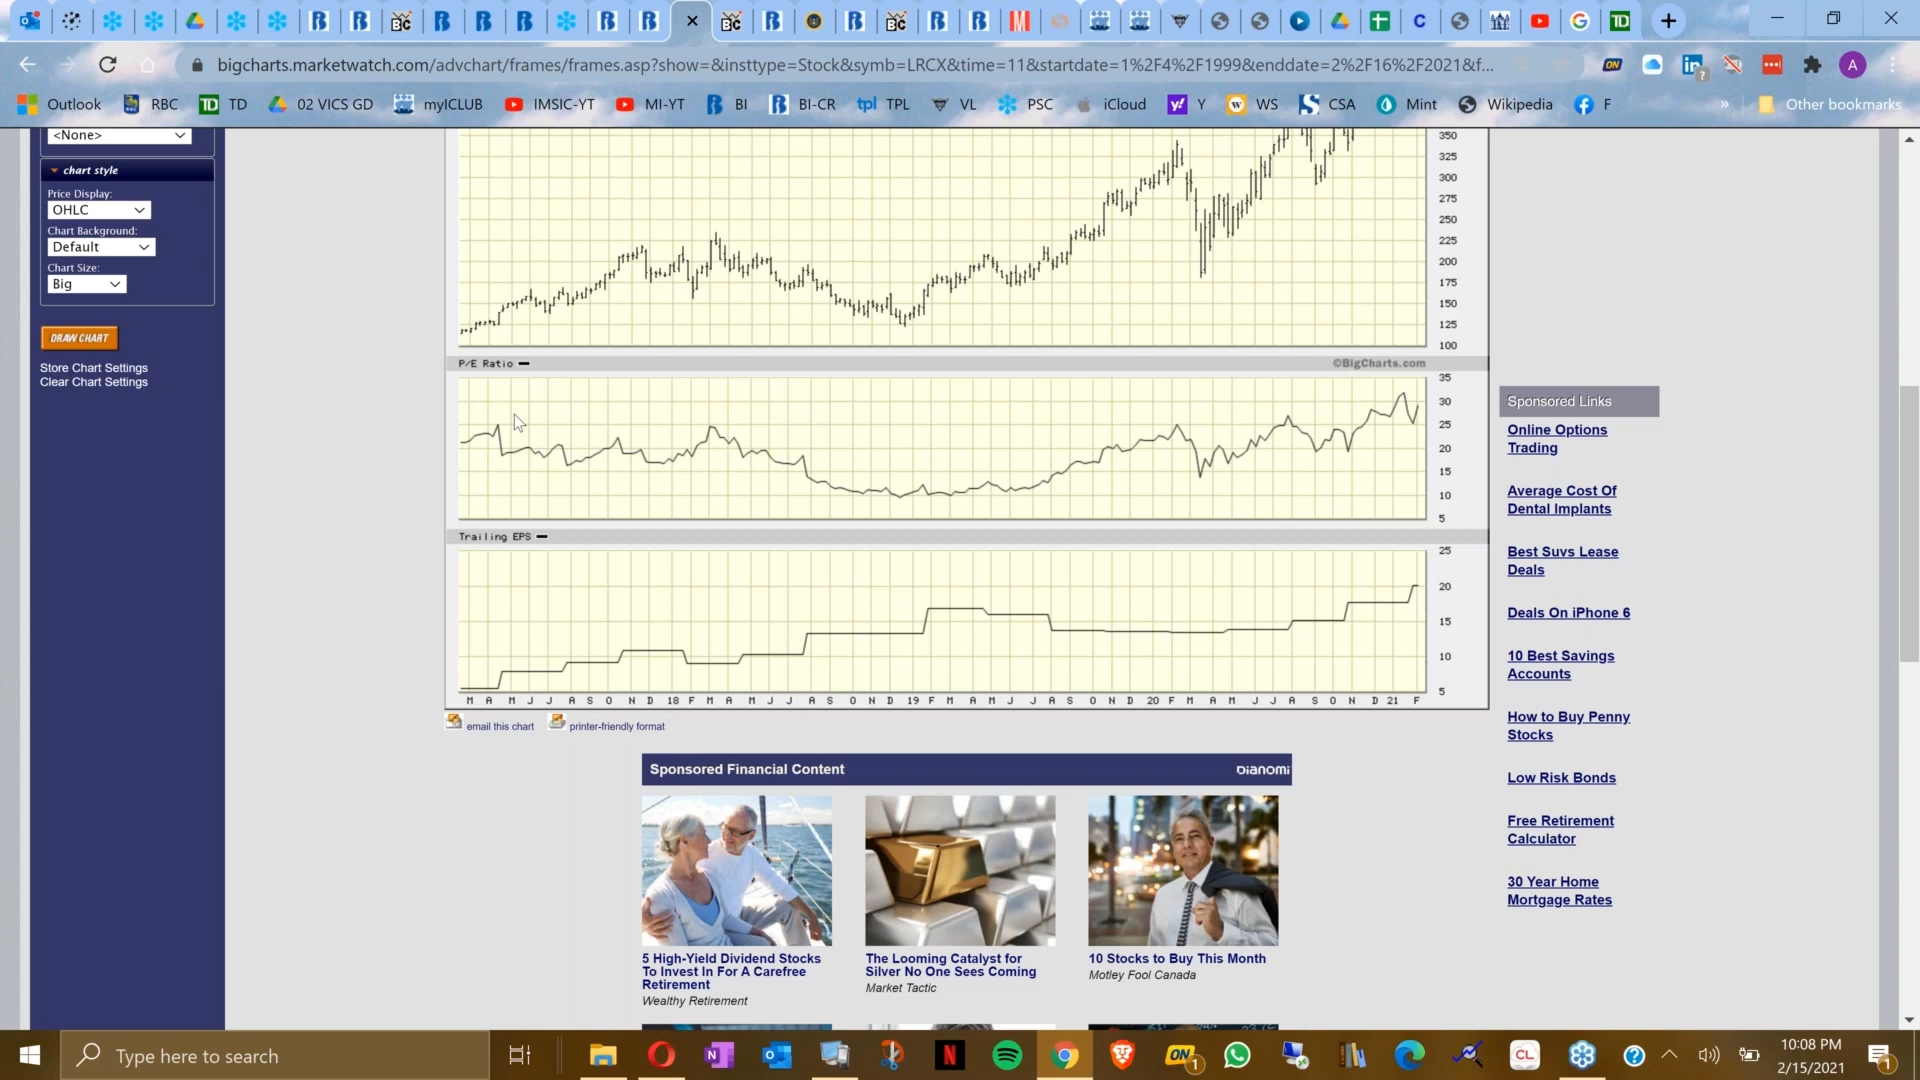 bigcharts.marketwatch.com/advchart/frames/frames.asp?show=&insttype=Stock&symb=LRCX&time=11&startdate=1%2F4%2F1999&enddate=2%2F16%2F2021&f...
Outlook RBC TD 02 VICS GD myICLUB IMSIC-YT MI-YT BI BI-CR tpl TPL VL PSC iCloud Y WS CSA Mint Wikipedia F » Other bookmarks
<None>
chart style
Price Display:
OHLC
Chart Background:
Default
Chart Size:
Big
DRAW CHART
Store Chart Settings
Clear Chart Settings
350
325
300
275
250
225
200
175
150
125
100
P/E Ratio
©BigCharts.com
35
30
25
20
15
10
5
Trailing EPS
25
20
15
10
5
M A M J J A S O N D 18 F M A M J J A S O N D 19 F M A M J J A S O N D 20 F M A M J J A S O N D 21 F
email this chart printer-friendly format
Sponsored Financial Content
Dianomi
5 High-Yield Dividend Stocks
To Invest In For A Carefree
Retirement
Wealthy Retirement
The Looming Catalyst for
Silver No One Sees Coming
Market Tactic
10 Stocks to Buy This Month
Motley Fool Canada
Sponsored Links
Online Options
Trading
Average Cost Of
Dental Implants
Best Suvs Lease
Deals
Deals On iPhone 6
10 Best Savings
Accounts
How to Buy Penny
Stocks
Low Risk Bonds
Free Retirement
Calculator
30 Year Home
Mortgage Rates
Type here to search
10:08 PM
2/15/2021